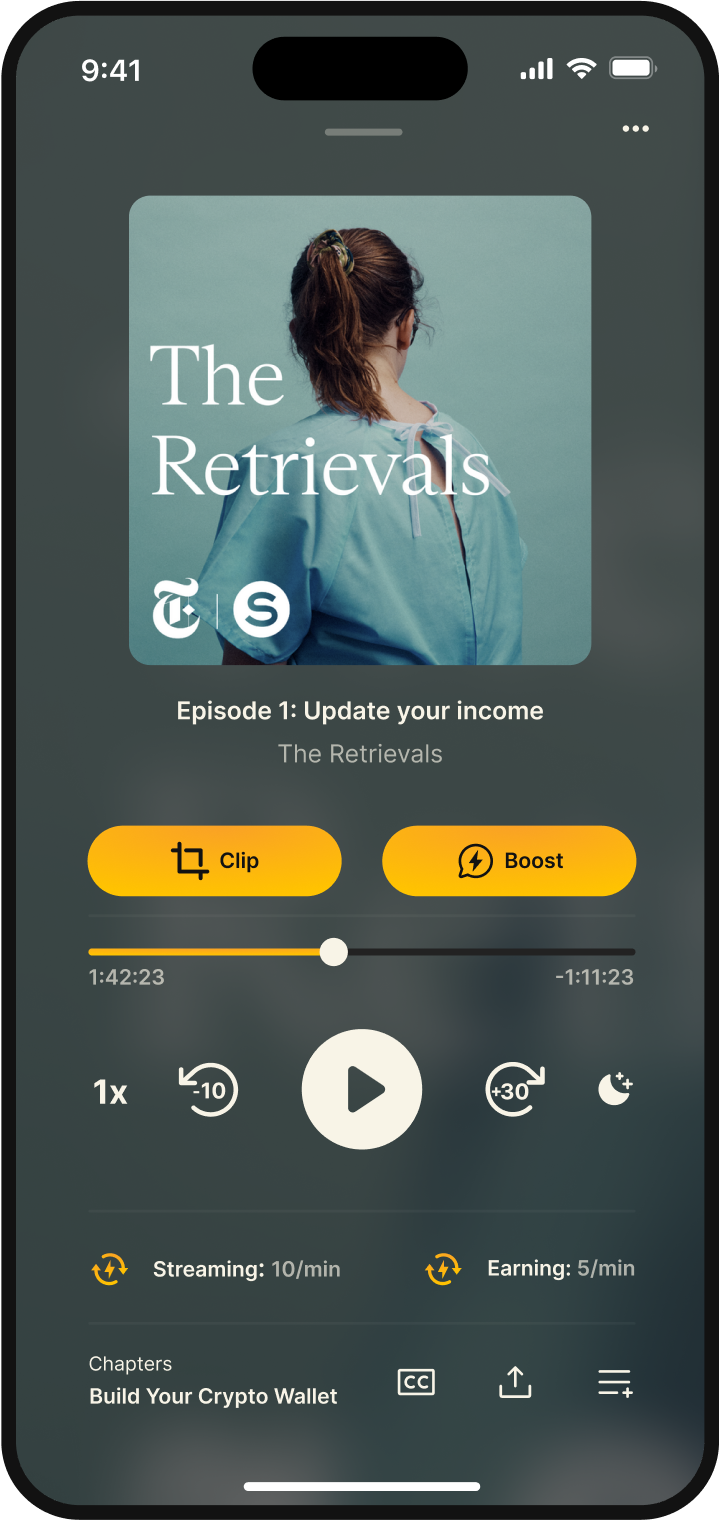 9:41
The
Retrievals
T | S
Episode 1: Update your income
The Retrievals
Clip
Boost
1:42:23
-1:11:23
1x
-10
+30
Streaming: 10/min
Earning: 5/min
Chapters
Build Your Crypto Wallet
CC